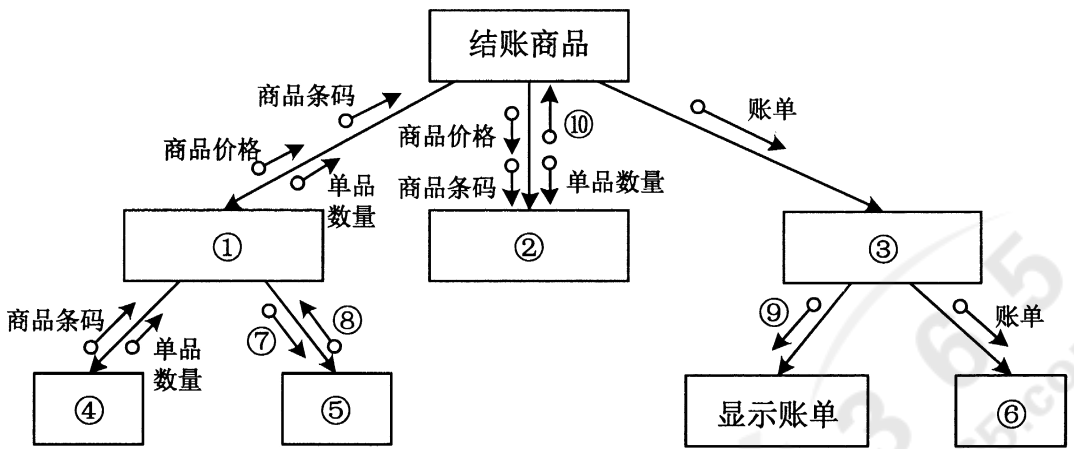 结账商品
商品条码
账单
商品价格
商品价格
⑩
单品
数量
商品条码
单品数量
①
②
③
商品条码
单品
数量
⑦
⑧
⑨
账单
④
⑤
显示账单
⑥